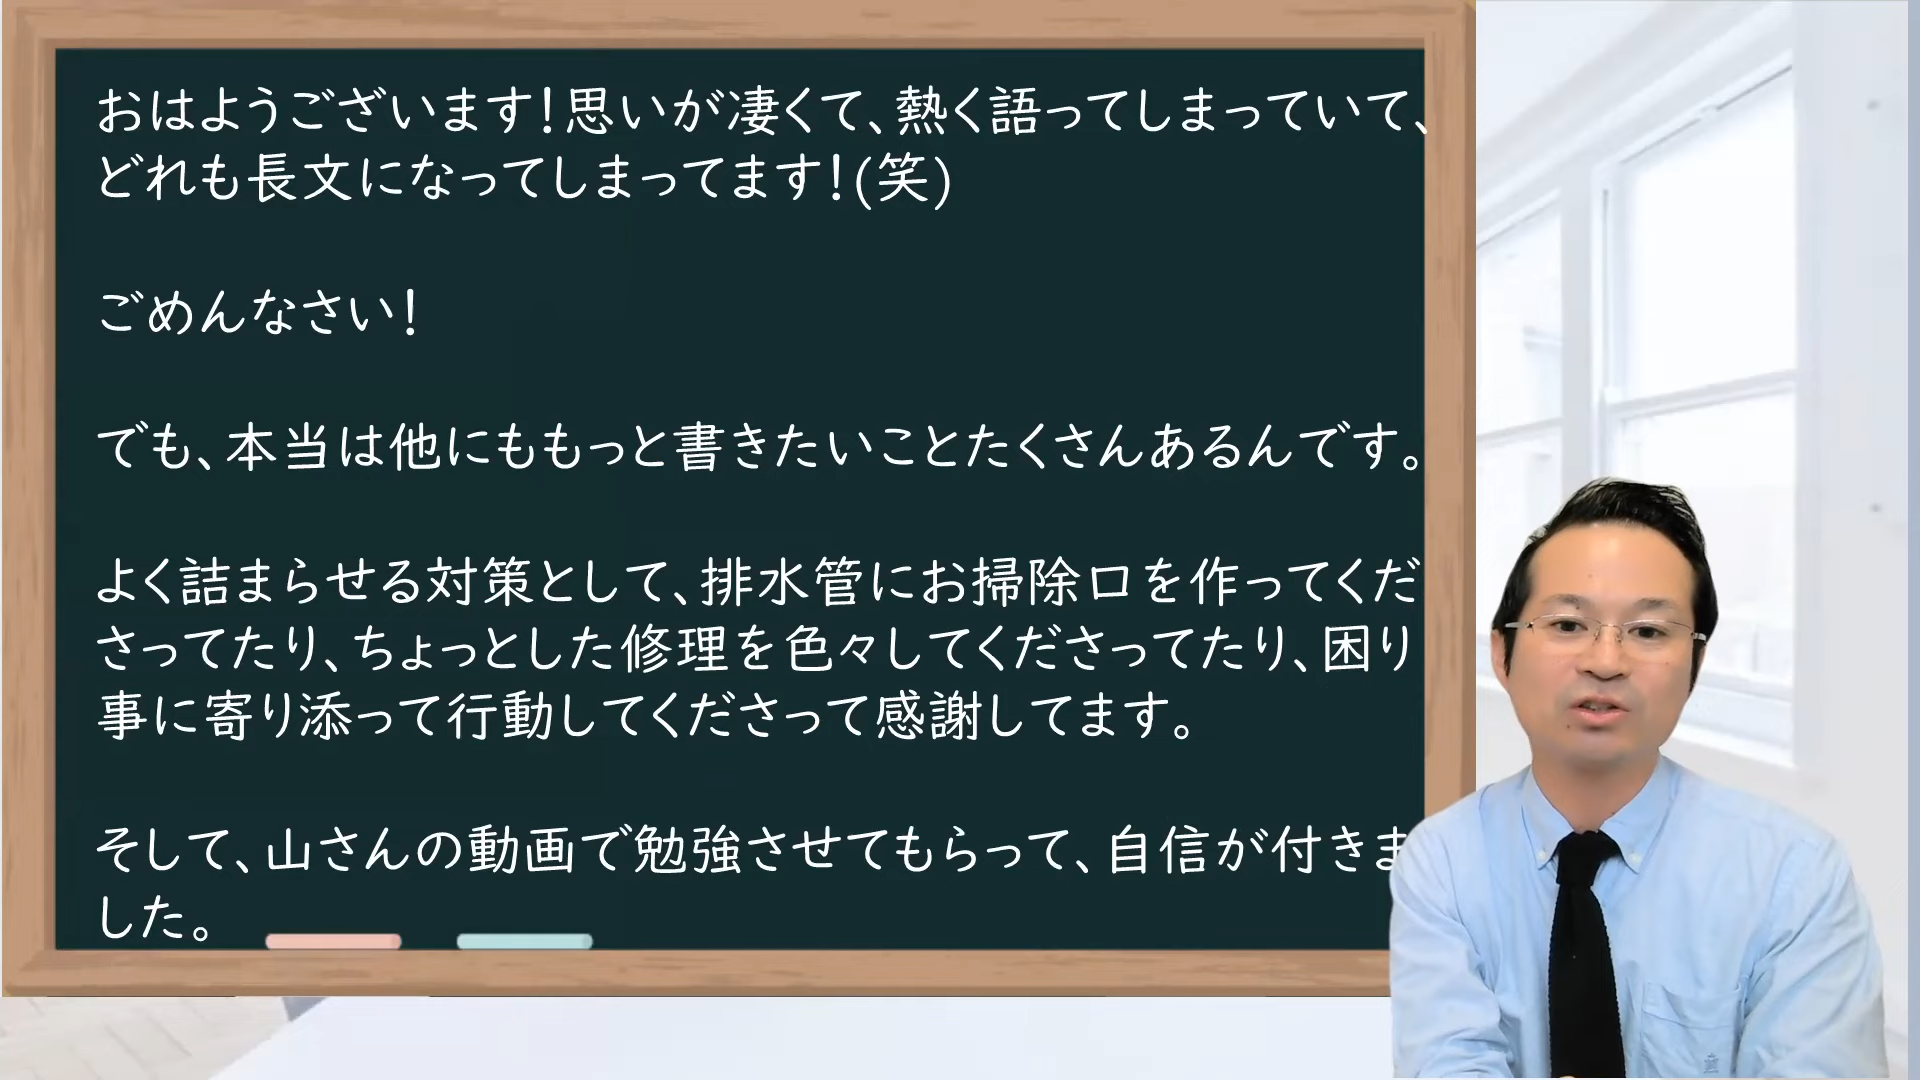 おはようございます!思いが凄くて、熱く語ってしまっていて、
どれも長文になってしまってます!(笑)
ごめんなさい!
でも、本当は他にももっと書きたいことたくさんあるんです。
よく詰まらせる対策として、排水管にお掃除口を作ってくだ
さってたり、ちょっとした修理を色々してくださってたり、困り
事に寄り添って行動してくださって感謝してます。
そして、山さんの動画で勉強させてもらって、自信が付きま
した。